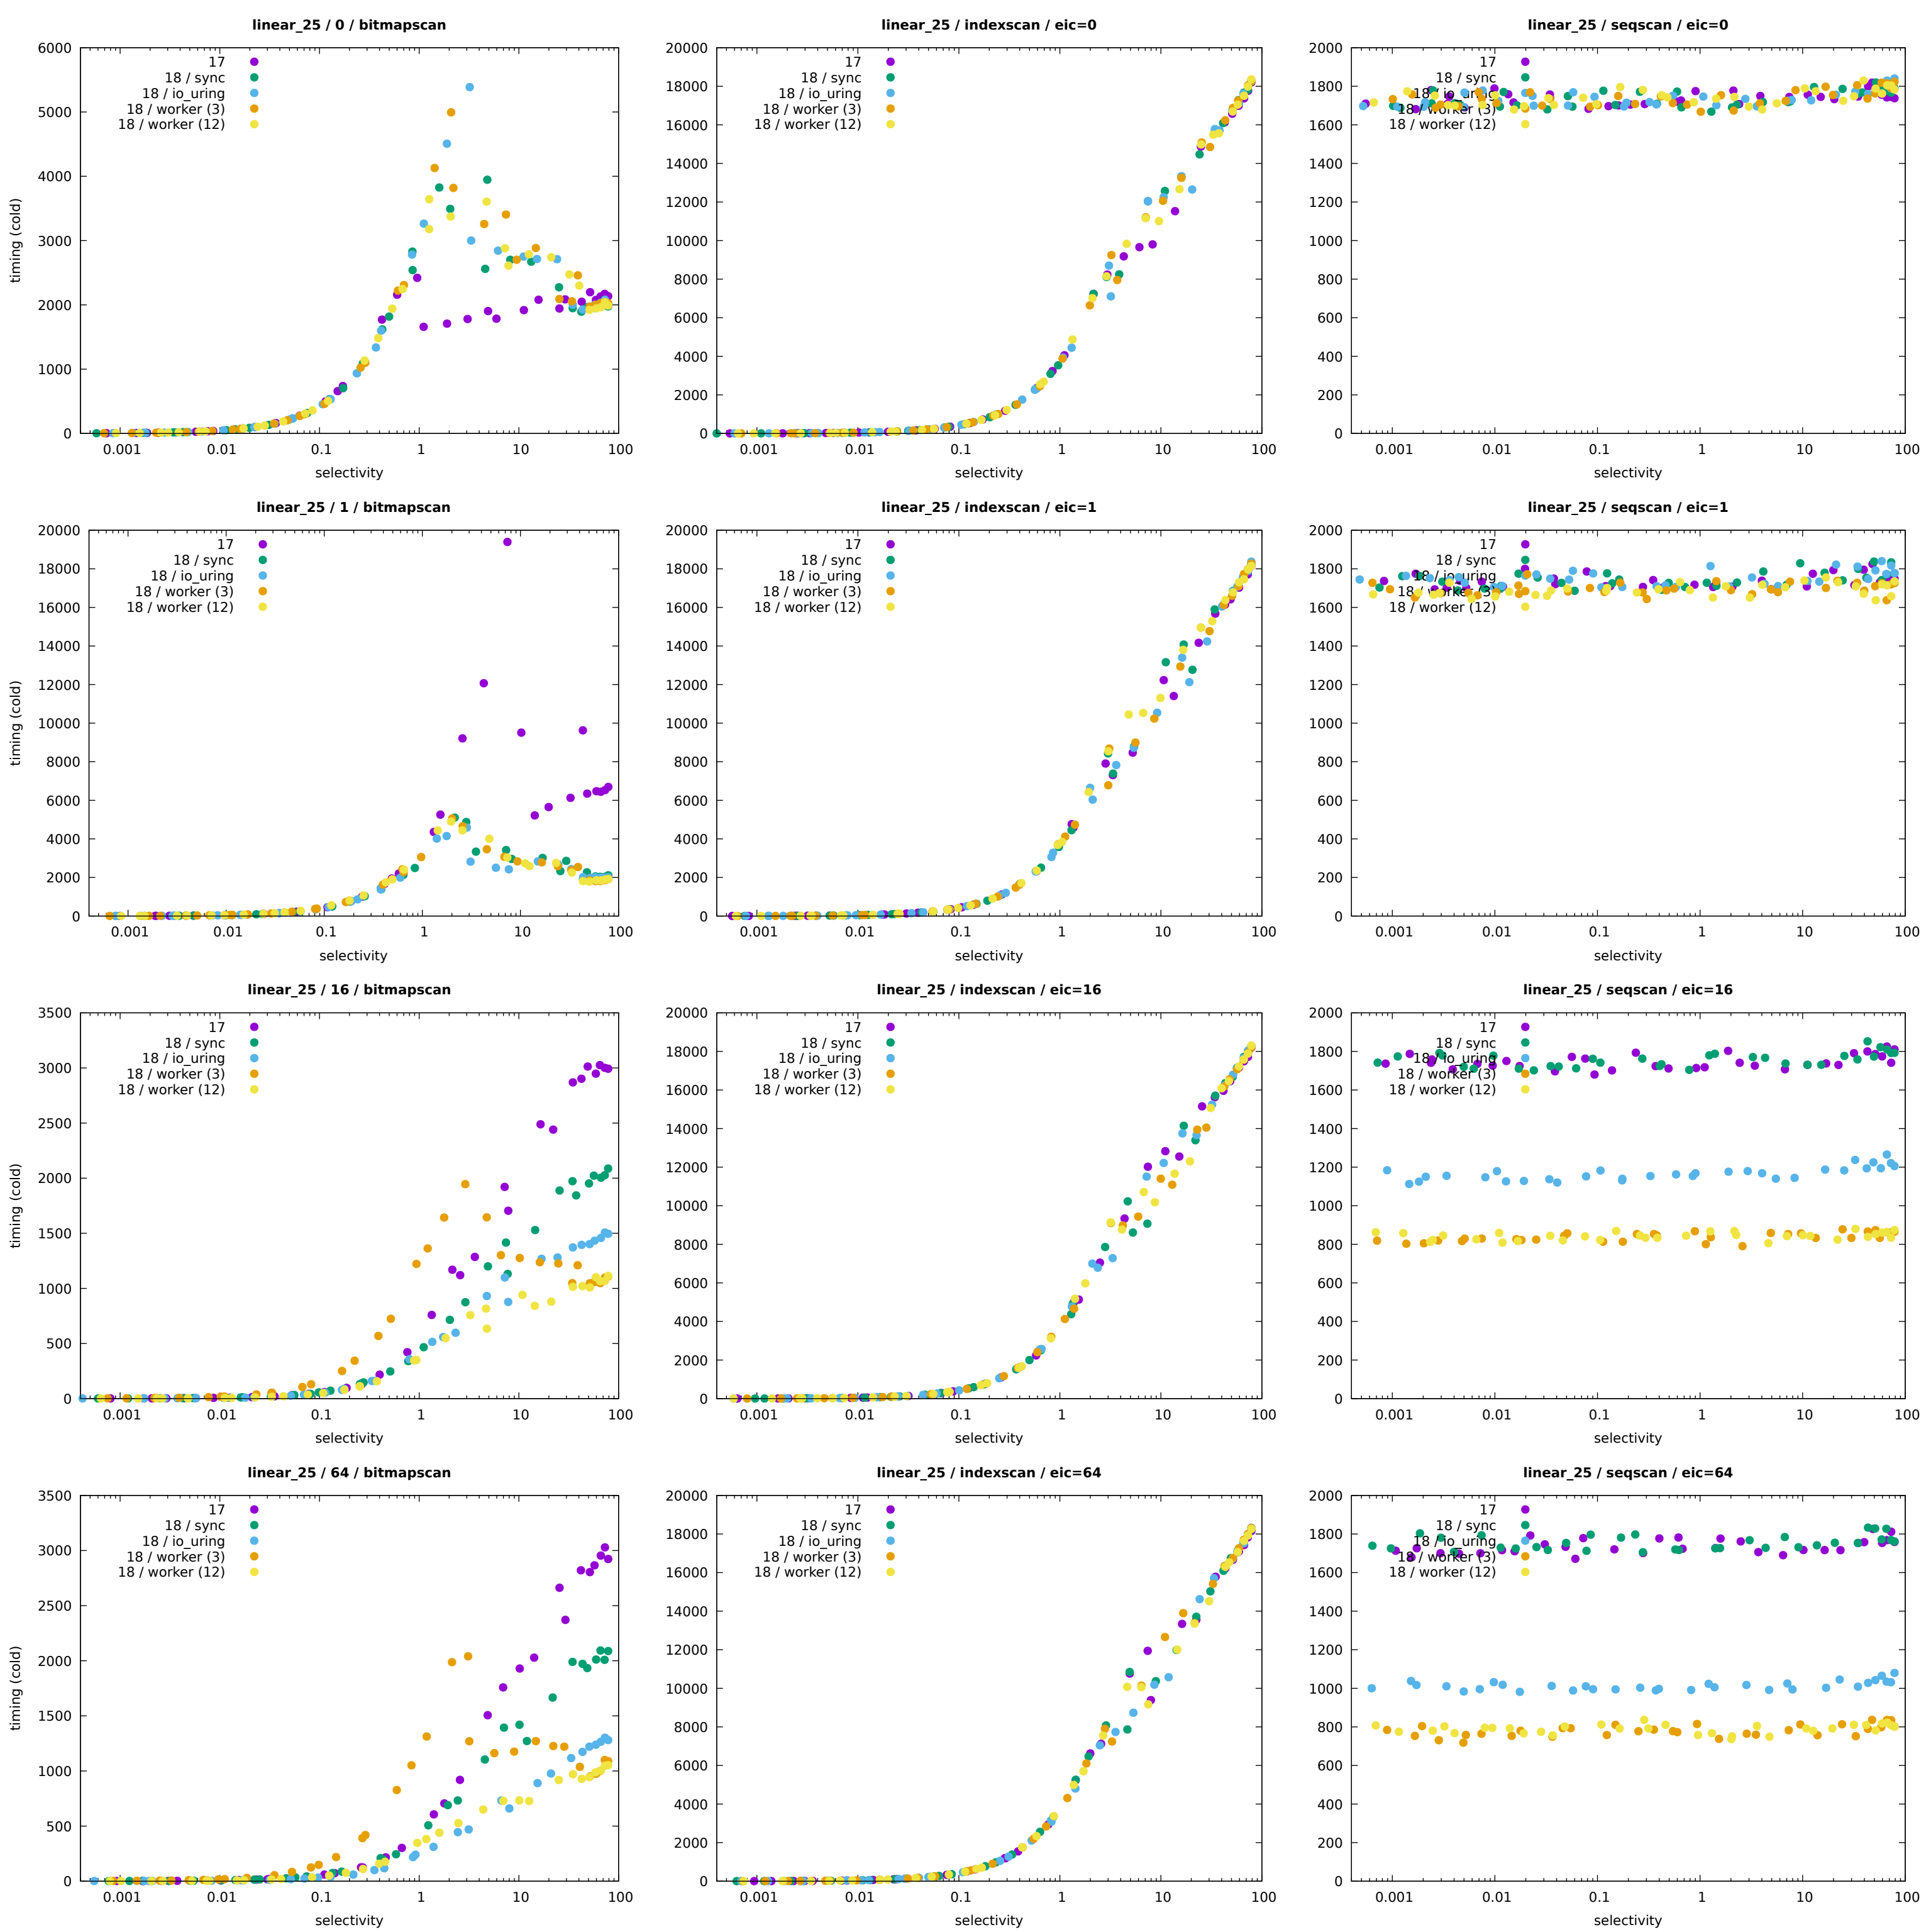 linear_25 / 0 / bitmapscan
6000
5000
4000
3000
2000
1000
0
timing (cold)
17
18 / sync
18 / io_uring
18 / worker (3)
18 / worker (12)
0.001 0.01 0.1 1 10 100
selectivity
linear_25 / indexscan / eic=0
20000
18000
16000
14000
12000
10000
8000
6000
4000
2000
0
17
18 / sync
18 / io_uring
18 / worker (3)
18 / worker (12)
0.001 0.01 0.1 1 10 100
selectivity
linear_25 / seqscan / eic=0
2000
1800
1600
1400
1200
1000
800
600
400
200
0
17
18 / sync
18 / io_uring
18 / worker (3)
18 / worker (12)
0.001 0.01 0.1 1 10 100
selectivity
linear_25 / 1 / bitmapscan
20000
18000
16000
14000
12000
10000
8000
6000
4000
2000
0
timing (cold)
17
18 / sync
18 / io_uring
18 / worker (3)
18 / worker (12)
0.001 0.01 0.1 1 10 100
selectivity
linear_25 / indexscan / eic=1
20000
18000
16000
14000
12000
10000
8000
6000
4000
2000
0
17
18 / sync
18 / io_uring
18 / worker (3)
18 / worker (12)
0.001 0.01 0.1 1 10 100
selectivity
linear_25 / seqscan / eic=1
2000
1800
1600
1400
1200
1000
800
600
400
200
0
17
18 / sync
18 / io_uring
18 / worker (3)
18 / worker (12)
0.001 0.01 0.1 1 10 100
selectivity
linear_25 / 16 / bitmapscan
3500
3000
2500
2000
1500
1000
500
0
timing (cold)
17
18 / sync
18 / io_uring
18 / worker (3)
18 / worker (12)
0.001 0.01 0.1 1 10 100
selectivity
linear_25 / indexscan / eic=16
20000
18000
16000
14000
12000
10000
8000
6000
4000
2000
0
17
18 / sync
18 / io_uring
18 / worker (3)
18 / worker (12)
0.001 0.01 0.1 1 10 100
selectivity
linear_25 / seqscan / eic=16
2000
1800
1600
1400
1200
1000
800
600
400
200
0
17
18 / sync
18 / io_uring
18 / worker (3)
18 / worker (12)
0.001 0.01 0.1 1 10 100
selectivity
linear_25 / 64 / bitmapscan
3500
3000
2500
2000
1500
1000
500
0
timing (cold)
17
18 / sync
18 / io_uring
18 / worker (3)
18 / worker (12)
0.001 0.01 0.1 1 10 100
selectivity
linear_25 / indexscan / eic=64
20000
18000
16000
14000
12000
10000
8000
6000
4000
2000
0
17
18 / sync
18 / io_uring
18 / worker (3)
18 / worker (12)
0.001 0.01 0.1 1 10 100
selectivity
linear_25 / seqscan / eic=64
2000
1800
1600
1400
1200
1000
800
600
400
200
0
17
18 / sync
18 / io_uring
18 / worker (3)
18 / worker (12)
0.001 0.01 0.1 1 10 100
selectivity